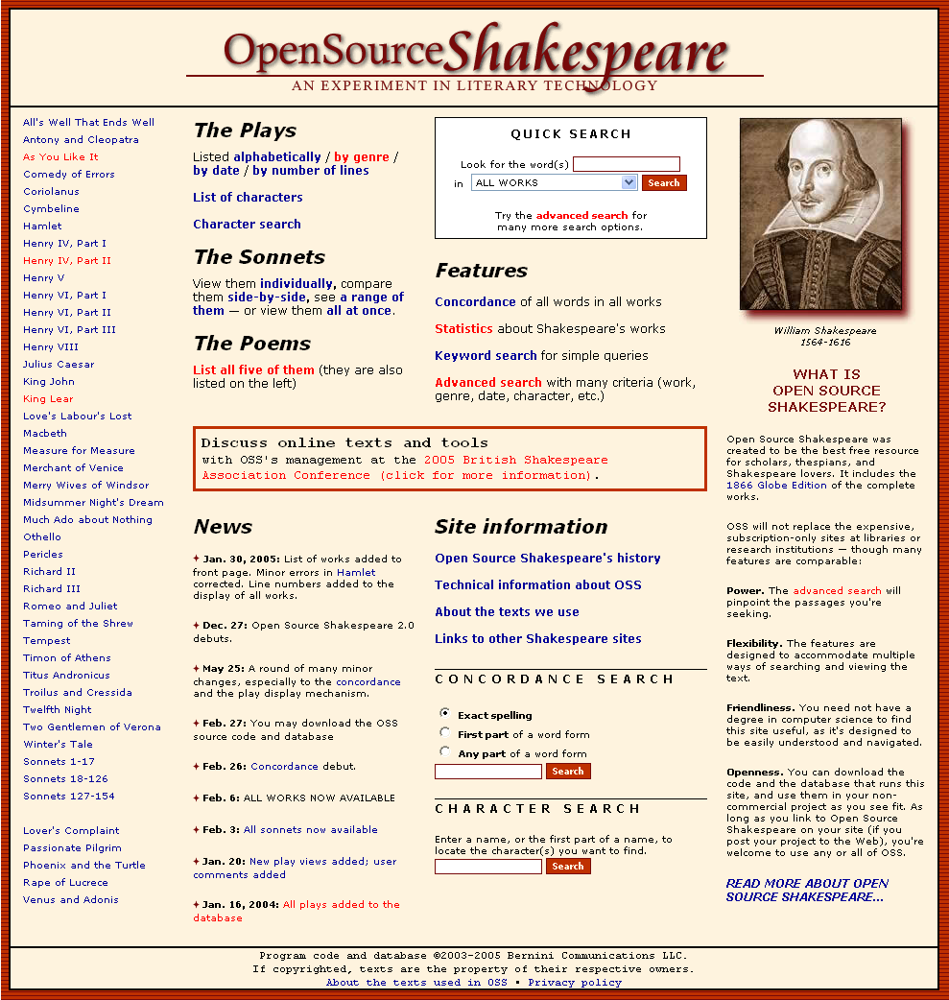 OpenSourceShakespeare
AN EXPERIMENT IN LITERARY TECHNOLOGY
All's Well That Ends Well
Antony and Cleopatra
As You Like It
Comedy of Errors
Coriolanus
Cymbeline
Hamlet
Henry IV, Part I
Henry IV, Part II
Henry V
Henry VI, Part I
Henry VI, Part II
Henry VI, Part III
Henry VIII
Julius Caesar
King John
King Lear
Love's Labour's Lost
Macbeth
Measure for Measure
Merchant of Venice
Merry Wives of Windsor
Midsummer Night's Dream
Much Ado about Nothing
Othello
Pericles
Richard II
Richard III
Romeo and Juliet
Taming of the Shrew
Tempest
Timon of Athens
Titus Andronicus
Troilus and Cressida
Twelfth Night
Two Gentlemen of Verona
Winter's Tale
Sonnets 1-17
Sonnets 18-126
Sonnets 127-154
Lover's Complaint
Passionate Pilgrim
Phoenix and the Turtle
Rape of Lucrece
Venus and Adonis
The Plays
Listed alphabetically / by genre /
by date / by number of lines
List of characters
Character search
The Sonnets
View them individually, compare
them side-by-side, see a range of
them — or view them all at once.
The Poems
List all five of them (they are also
listed on the left)
QUICK SEARCH
Look for the word(s)
in ALL WORKS Search
Try the advanced search for
many more search options.
Features
Concordance of all words in all works
Statistics about Shakespeare's works
Keyword search for simple queries
Advanced search with many criteria (work,
genre, date, character, etc.)
Discuss online texts and tools
with OSS's management at the 2005 British Shakespeare
Association Conference (click for more information).
News
Jan. 30, 2005: List of works added to
front page. Minor errors in Hamlet
corrected. Line numbers added to the
display of all works.
Dec. 27: Open Source Shakespeare 2.0
debuts.
May 25: A round of many minor
changes, especially to the concordance
and the play display mechanism.
Feb. 27: You may download the OSS
source code and database
Feb. 26: Concordance debut.
Feb. 6: ALL WORKS NOW AVAILABLE
Feb. 3: All sonnets now available
Jan. 20: New play views added; user
comments added
Jan. 16, 2004: All plays added to the
database
Site information
Open Source Shakespeare's history
Technical information about OSS
About the texts we use
Links to other Shakespeare sites
CONCORDANCE SEARCH
Exact spelling
First part of a word form
Any part of a word form
Search
CHARACTER SEARCH
Enter a name, or the first part of a name, to
locate the character(s) you want to find.
Search
William Shakespeare
1564-1616
WHAT IS
OPEN SOURCE
SHAKESPEARE?
Open Source Shakespeare was
created to be the best free resource
for scholars, thespians, and
Shakespeare lovers. It includes the
1866 Globe Edition of the complete
works.
OSS will not replace the expensive,
subscription-only sites at libraries or
research institutions — though many
features are comparable:
Power. The advanced search will
pinpoint the passages you're
seeking.
Flexibility. The features are
designed to accommodate multiple
ways of searching and viewing the
text.
Friendliness. You need not have a
degree in computer science to find
this site useful, as it's designed to
be easily understood and navigated.
Openness. You can download the
code and the database that runs this
site, and use them in your non-
commercial project as you see fit. As
long as you link to Open Source
Shakespeare on your site (if you
post your project to the Web), you're
welcome to use any or all of OSS.
READ MORE ABOUT OPEN
SOURCE SHAKESPEARE...
Program code and database ©2003-2005 Bernini Communications LLC.
If copyrighted, texts are the property of their respective owners.
About the texts used in OSS • Privacy policy